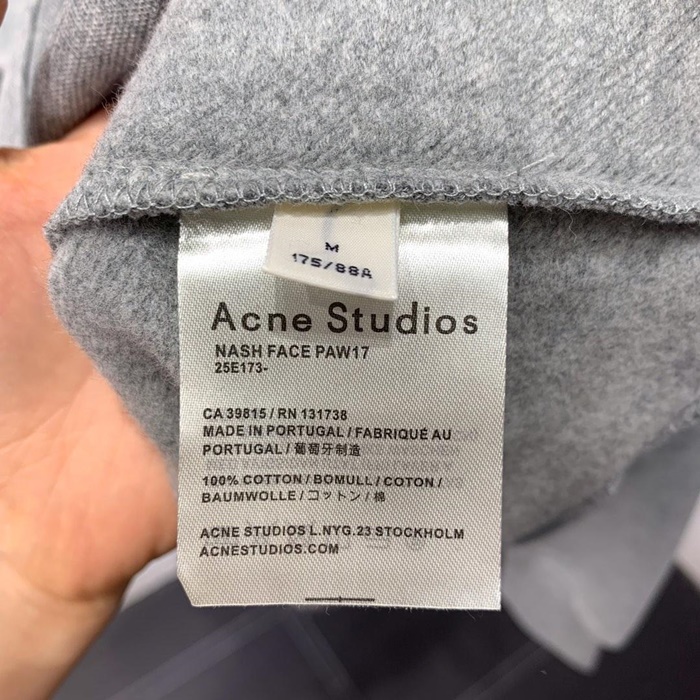 M
175/88A
Acne Studios
NASH FACE PAW17
25E173-
CA 39815 / RN 131738
MADE IN PORTUGAL / FABRIQUÉ AU
PORTUGAL / 葡萄牙制造
100% COTTON / BOMULL / COTON /
BAUMWOLLE / コットン / 棉
ACNE STUDIOS L.NYG.23 STOCKHOLM
ACNESTUDIOS.COM